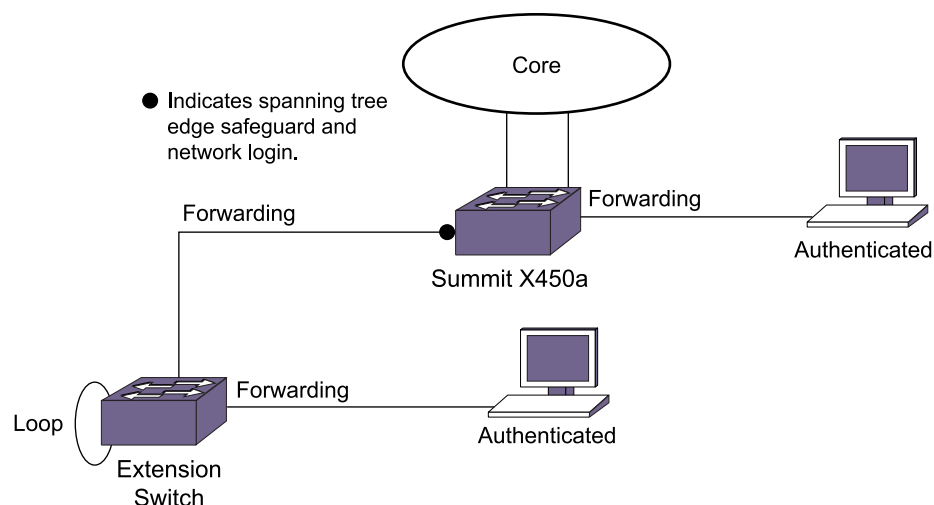 Core
Indicates spanning tree
edge safeguard and
network login.
Forwarding
Forwarding
Authenticated
Summit X450a
Forwarding
Loop
Authenticated
Extension
Switch